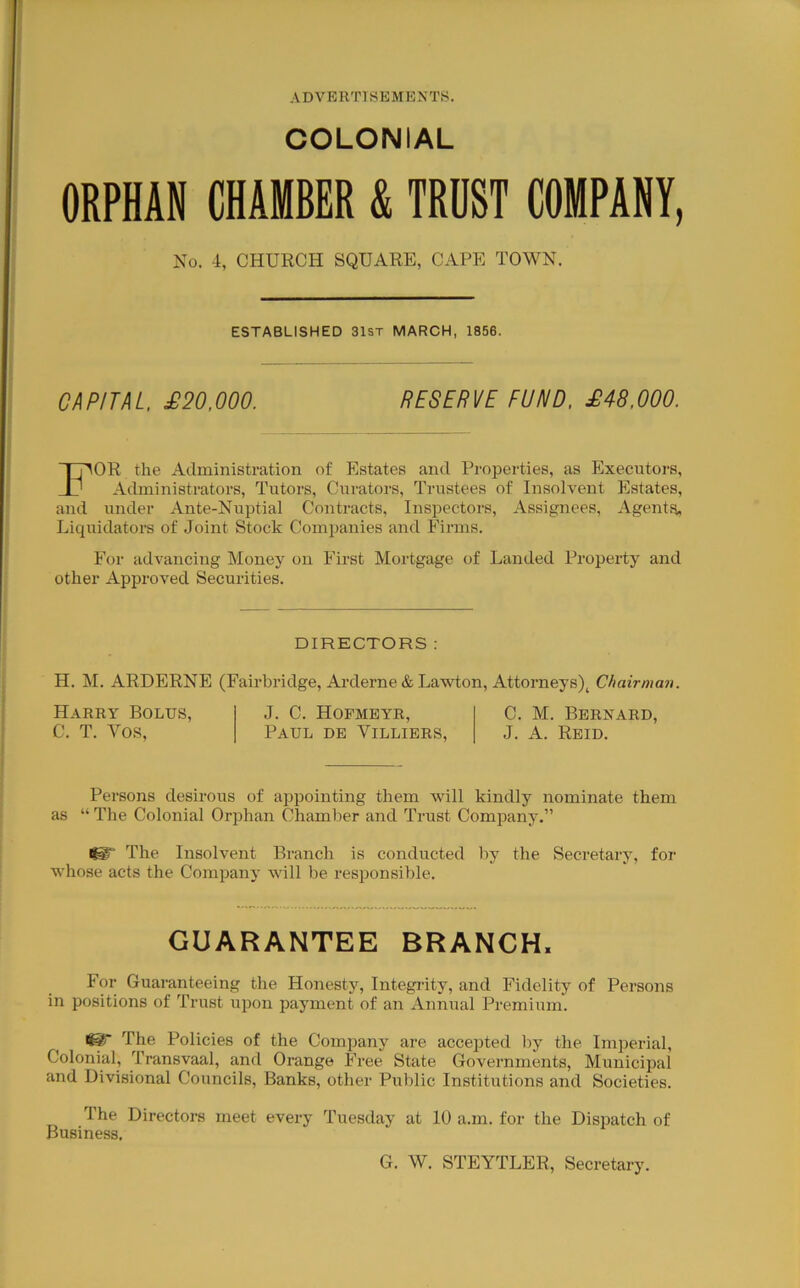 ADVERTISEMENTS.
COLONIAL
ORPHAN CHAMBER & TRUST COMPANY,
No. 4, CHURCH SQUARE, CAPE TOWN.
ESTABLISHED 31ST MARCH, 1856.
CAPITAL, £20,000. RESERVE FUND, £48,000.
FOR the Administration of Estates and Properties, as Executors,
Administrators, Tutors, Curators, Trustees of Insolvent Estates,
and under Ante-Nuptial Contracts, Inspectors, Assignees, Agents,
Liquidators of Joint Stock Companies and Firms.
For advancing Money on First Mortgage of Landed Property and
other Approved Securities.
DIRECTORS :
H. M. ARDERNE (Fairbridge, Arderne & Lawton, Attorneys), Chairman.
HARRY BOLUS, | J. C. HOFMEYR, | C. M. BERNARD,
C. T. VOS, | PAUL DE VILLIERS, | J. A. REID.
Persons desirous of appointing them will kindly nominate them
as "The Colonial Orphan Chamber and Trust Company."
☞ The Insolvent Branch is conducted by the Secretary, for
whose acts the Company will be responsible.
GUARANTEE BRANCH.
For Guaranteeing the Honesty, Integrity, and Fidelity of Persons
in positions of Trust upon payment of an Annual Premium.
☞ The Policies of the Company are accepted by the Imperial,
Colonial, Transvaal, and Orange Free State Governments, Municipal
and Divisional Councils, Banks, other Public Institutions and Societies.
The Directors meet every Tuesday at 10 a.m. for the Dispatch of
Business.
G. W. STEYTLER, Secretary.